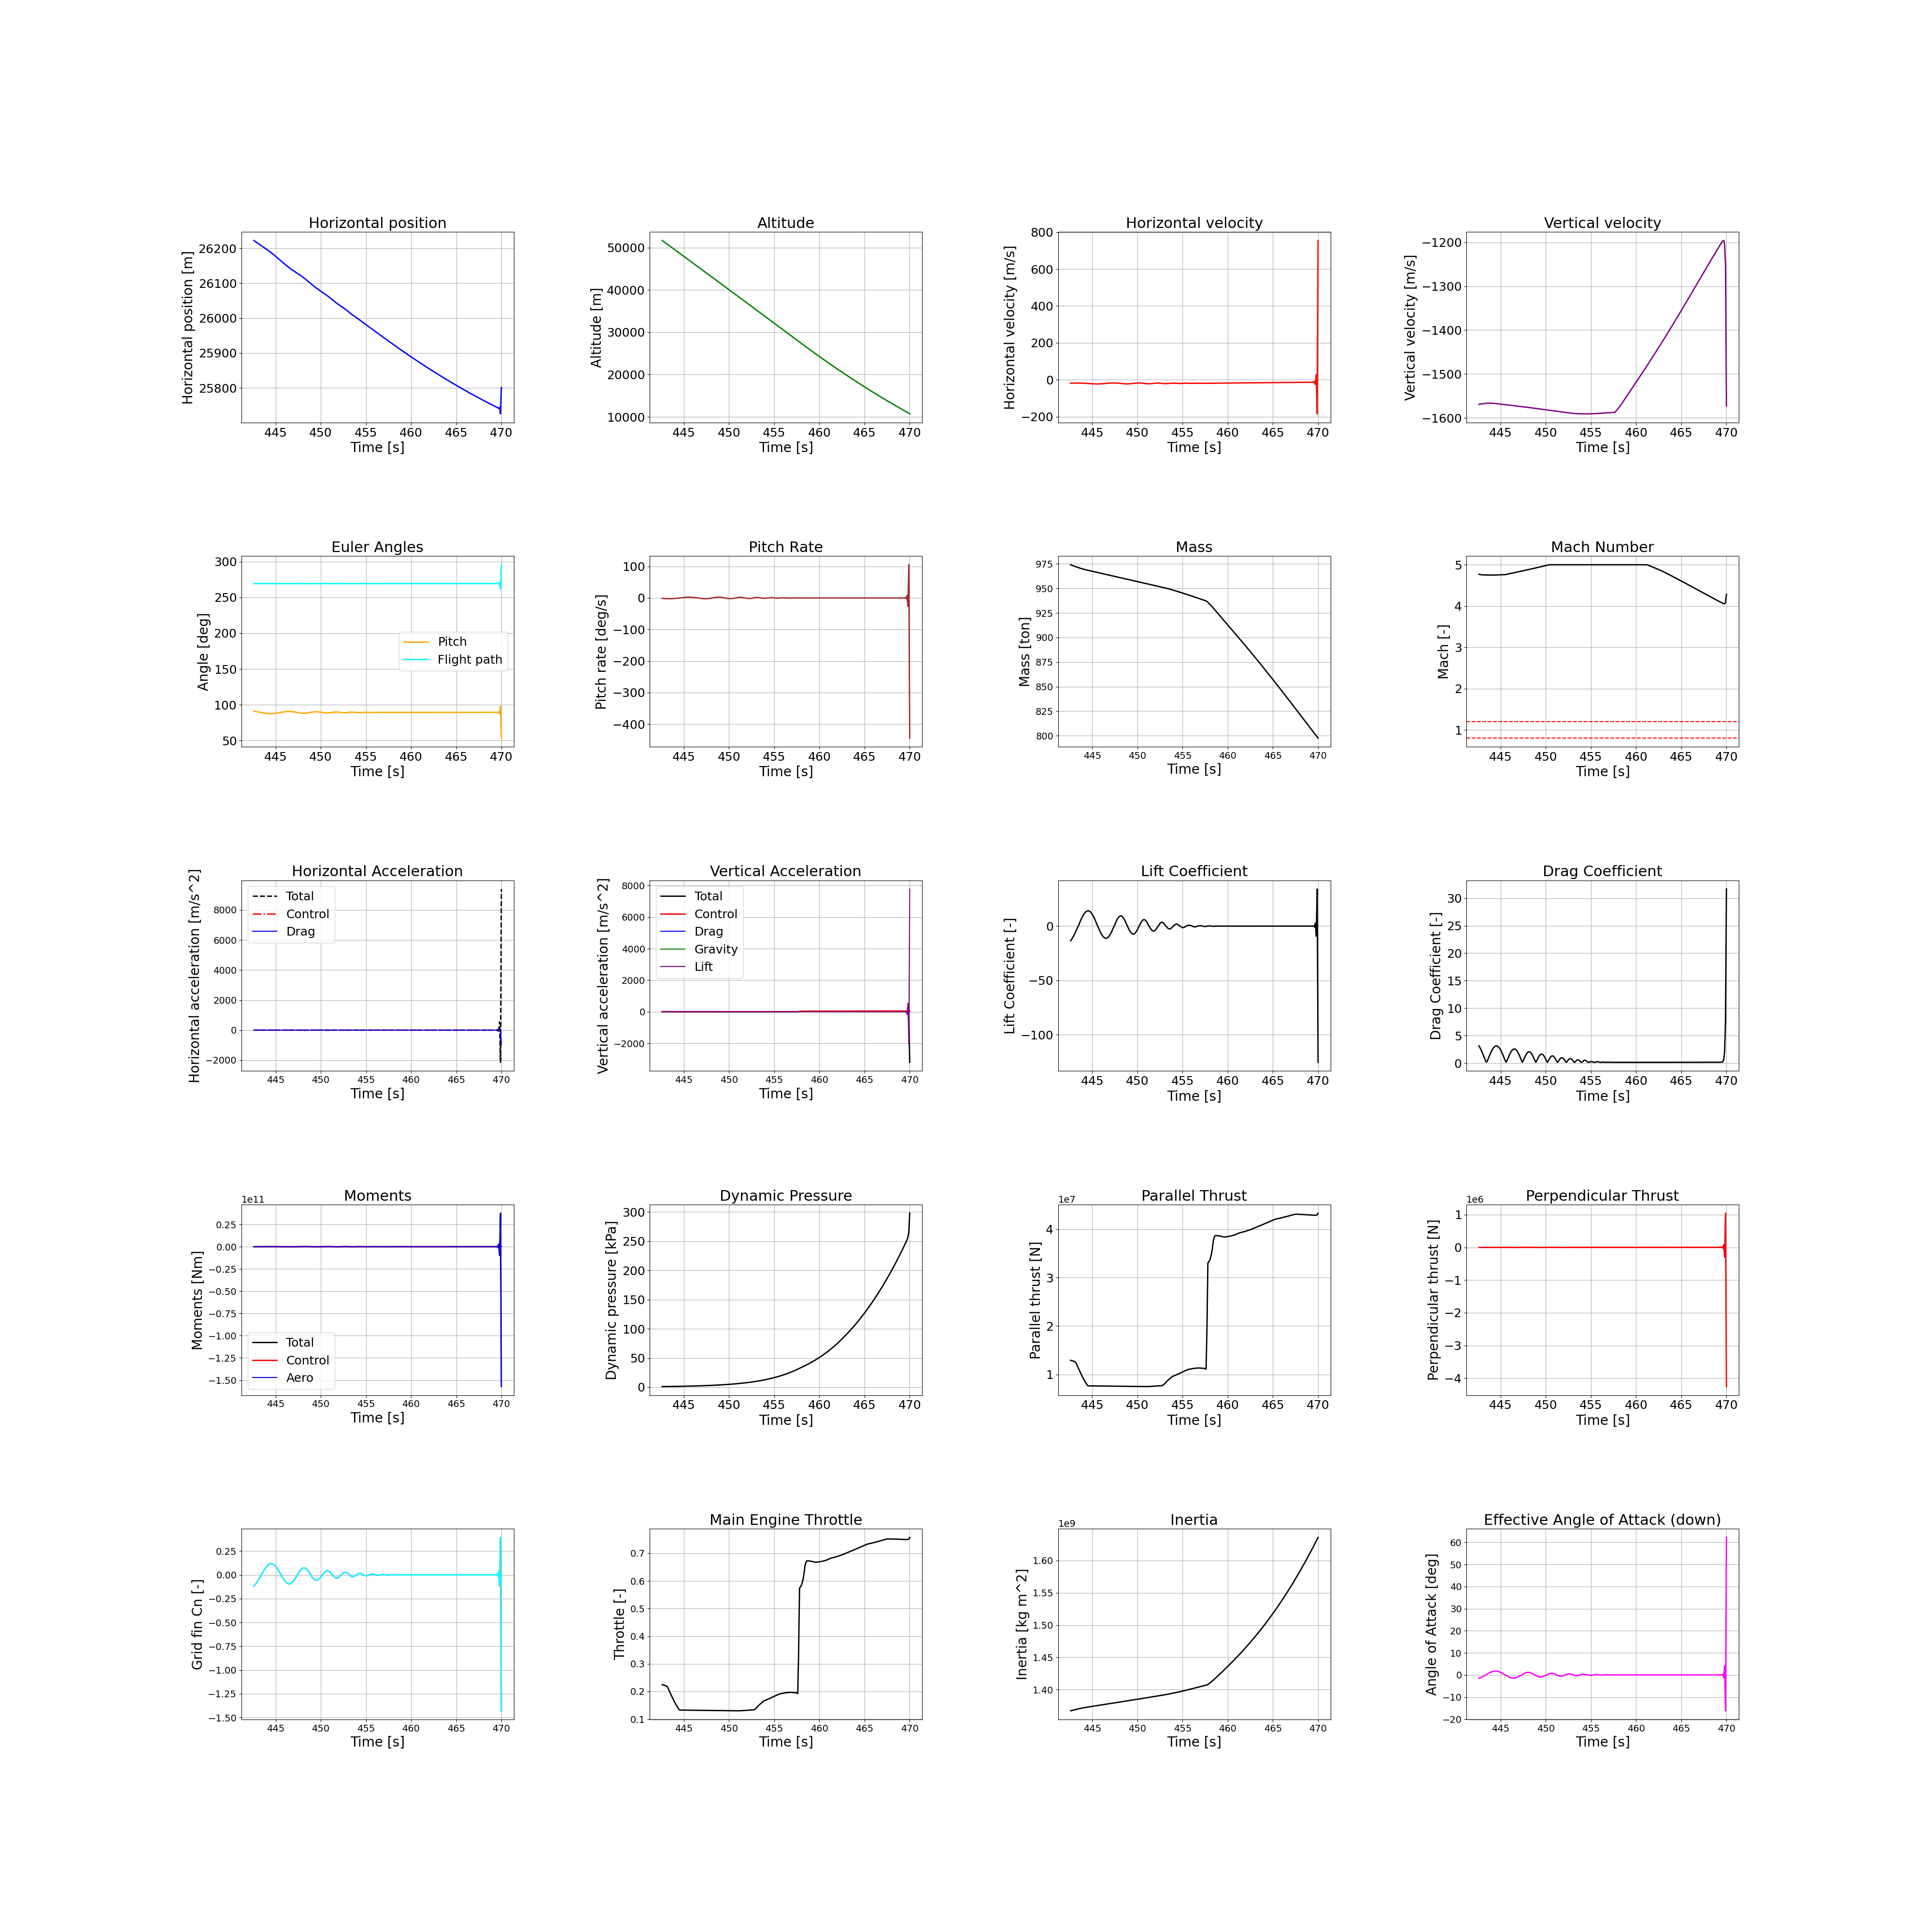 Horizontal position
Horizontal position [m]
26200
26100
26000
25900
25800
445 450 455 460 465 470
Time [s]
Altitude
Altitude [m]
50000
40000
30000
20000
10000
445 450 455 460 465 470
Time [s]
Horizontal velocity
Horizontal velocity [m/s]
800
600
400
200
0
−200
445 450 455 460 465 470
Time [s]
Vertical velocity
Vertical velocity [m/s]
−1200
−1300
−1400
−1500
−1600
445 450 455 460 465 470
Time [s]
Euler Angles
Angle [deg]
300
250
200
150
100
50
Pitch
Flight path
445 450 455 460 465 470
Time [s]
Pitch Rate
Pitch rate [deg/s]
100
0
−100
−200
−300
−400
445 450 455 460 465 470
Time [s]
Mass
Mass [ton]
975
950
925
900
875
850
825
800
445 450 455 460 465 470
Time [s]
Mach Number
Mach [-]
5
4
3
2
1
445 450 455 460 465 470
Time [s]
Horizontal Acceleration
Horizontal acceleration [m/s^2]
8000
6000
4000
2000
0
−2000
Total
Control
Drag
445 450 455 460 465 470
Time [s]
Vertical Acceleration
Vertical acceleration [m/s^2]
8000
6000
4000
2000
0
−2000
Total
Control
Drag
Gravity
Lift
445 450 455 460 465 470
Time [s]
Lift Coefficient
Lift Coefficient [-]
0
−50
−100
445 450 455 460 465 470
Time [s]
Drag Coefficient
Drag Coefficient [-]
30
25
20
15
10
5
0
445 450 455 460 465 470
Time [s]
Moments
1e11
Moments [Nm]
0.25
0.00
−0.25
−0.50
−0.75
−1.00
−1.25
−1.50
Total
Control
Aero
445 450 455 460 465 470
Time [s]
Dynamic Pressure
Dynamic pressure [kPa]
300
250
200
150
100
50
0
445 450 455 460 465 470
Time [s]
Parallel Thrust
1e7
Parallel thrust [N]
4
3
2
1
445 450 455 460 465 470
Time [s]
Perpendicular Thrust
1e6
Perpendicular thrust [N]
1
0
−1
−2
−3
−4
445 450 455 460 465 470
Time [s]
Grid fin Cn [-]
0.25
0.00
−0.25
−0.50
−0.75
−1.00
−1.25
−1.50
445 450 455 460 465 470
Time [s]
Main Engine Throttle
Throttle [-]
0.7
0.6
0.5
0.4
0.3
0.2
0.1
445 450 455 460 465 470
Time [s]
Inertia
1e9
Inertia [kg m^2]
1.60
1.55
1.50
1.45
1.40
445 450 455 460 465 470
Time [s]
Effective Angle of Attack (down)
Angle of Attack [deg]
60
50
40
30
20
10
0
−10
−20
445 450 455 460 465 470
Time [s]